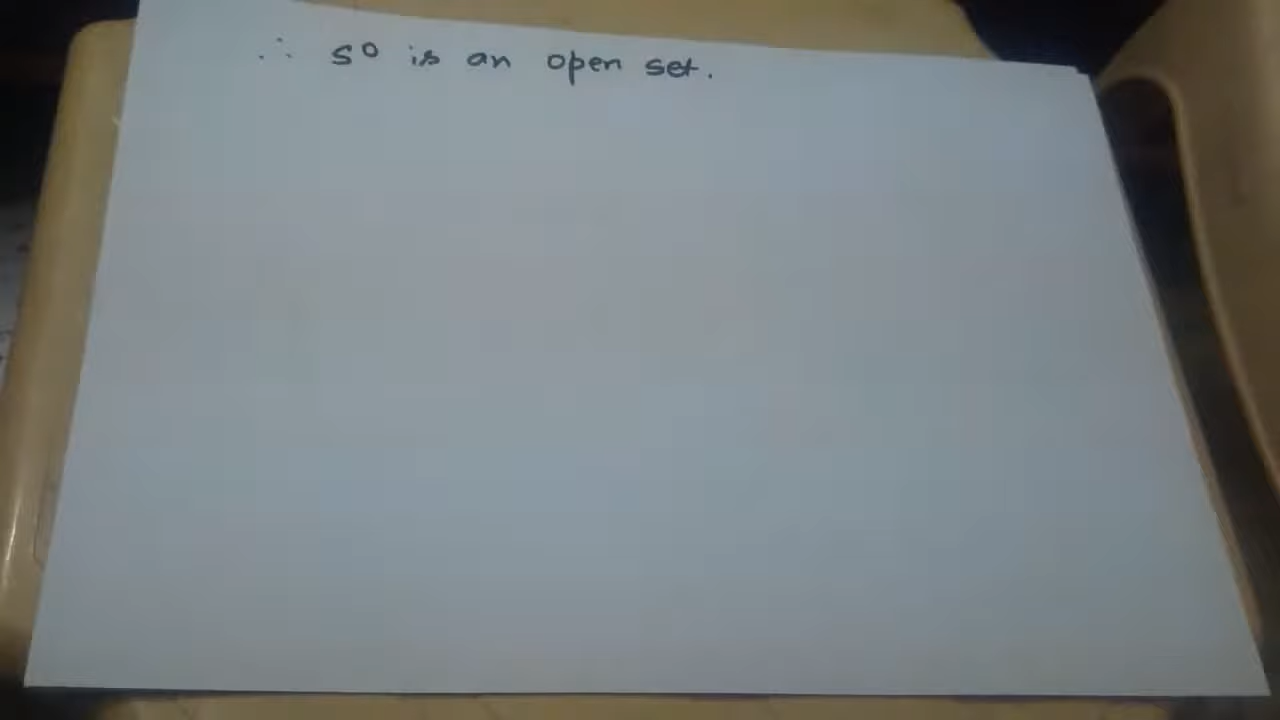 ∴ S° is an open set.